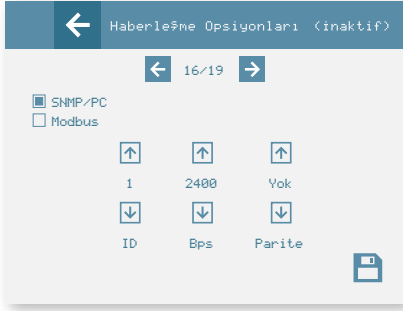 Haberleşme Opsiyonları (inaktif)
16/19
SNMP/PC
Modbus
1 2400 Yok
ID Bps Parite